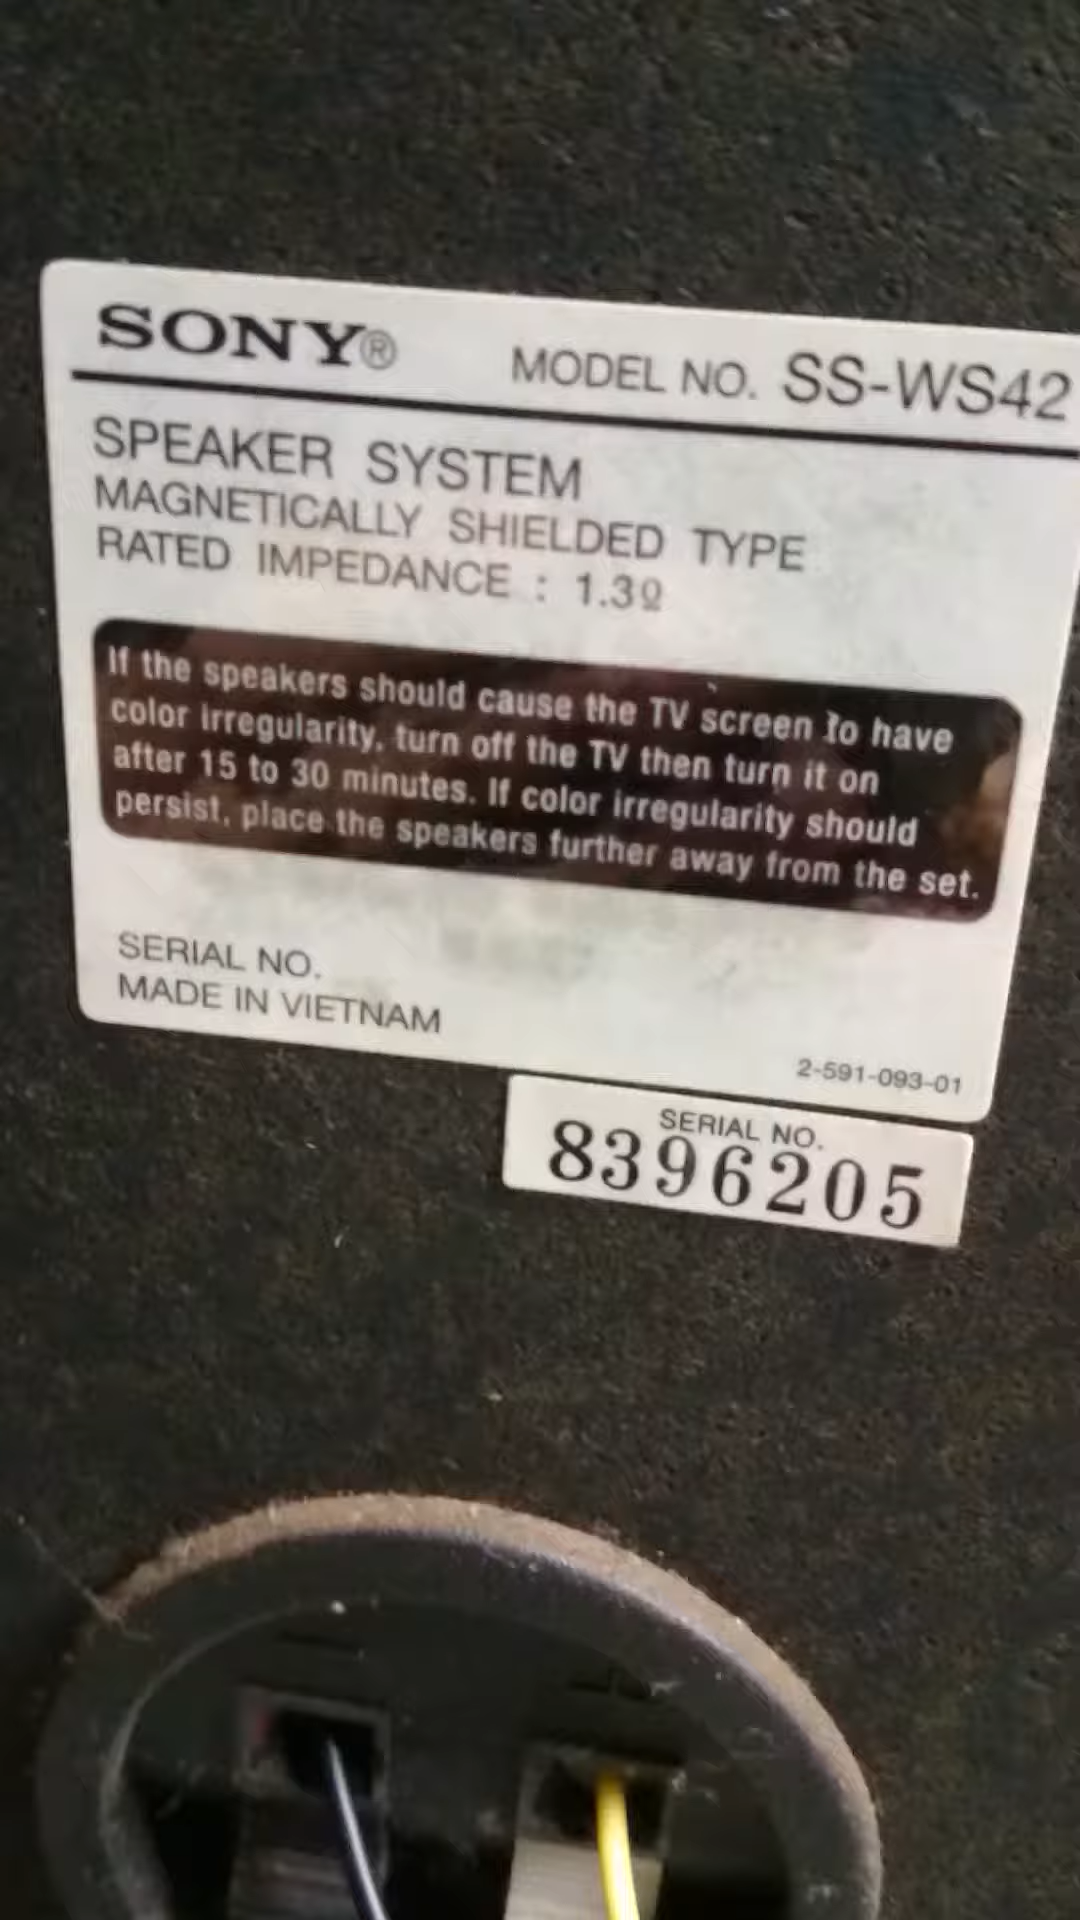 SONY® MODEL NO. SS-WS42
SPEAKER SYSTEM
MAGNETICALLY SHIELDED TYPE
RATED IMPEDANCE : 1.3Ω
If the speakers should cause the TV screen to have
color irregularity, turn off the TV then turn it on
after 15 to 30 minutes. If color irregularity should
persist, place the speakers further away from the set.
SERIAL NO.
MADE IN VIETNAM
2-591-093-01
SERIAL NO.
8396205